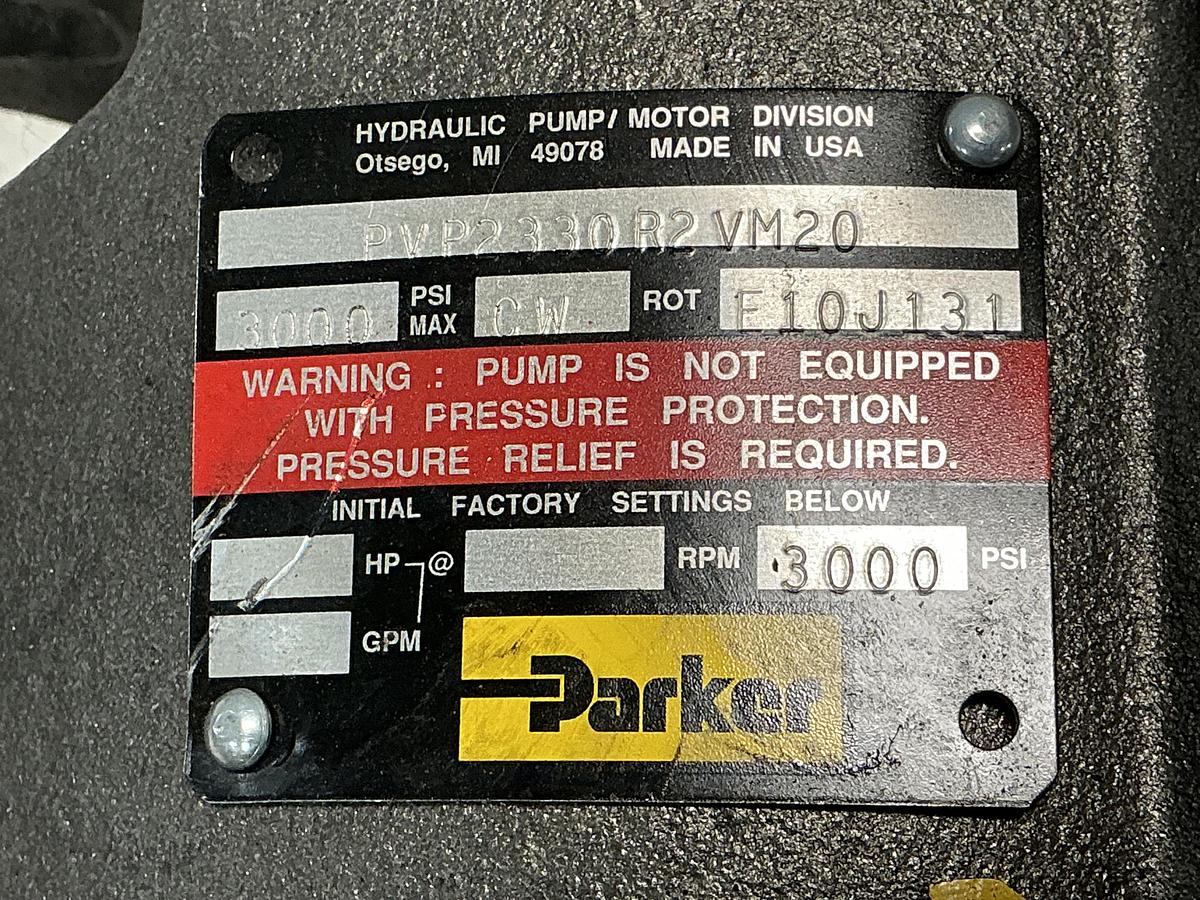 HYDRAULIC PUMP/MOTOR DIVISION
Otsego, MI 49078 MADE IN USA
PVP2330R2VM20
3000 PSI MAX CW ROT E10J131
WARNING : PUMP IS NOT EQUIPPED
WITH PRESSURE PROTECTION.
PRESSURE RELIEF IS REQUIRED.
INITIAL FACTORY SETTINGS BELOW
HP @ RPM 3000 PSI
GPM
Parker